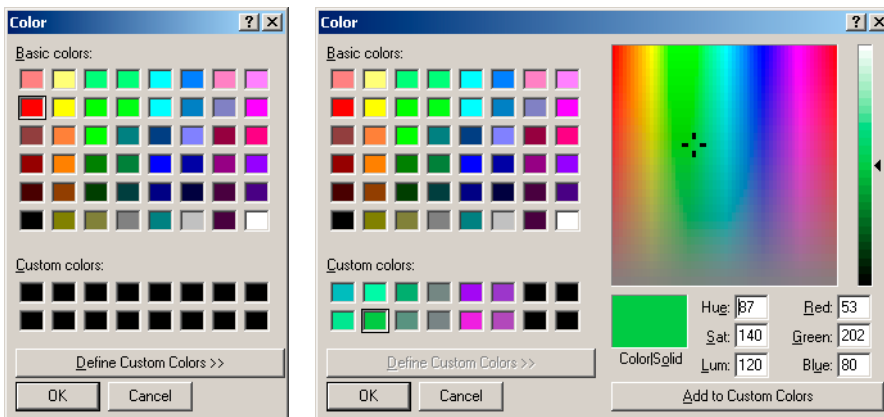 Color
Basic colors:
Custom colors:
Define Custom Colors >>
OK Cancel
Color
Basic colors:
Custom colors:
Define Custom Colors >>
OK Cancel
Color|Solid
Hue: 87 Red: 53
Sat: 140 Green: 202
Lum: 120 Blue: 80
Add to Custom Colors